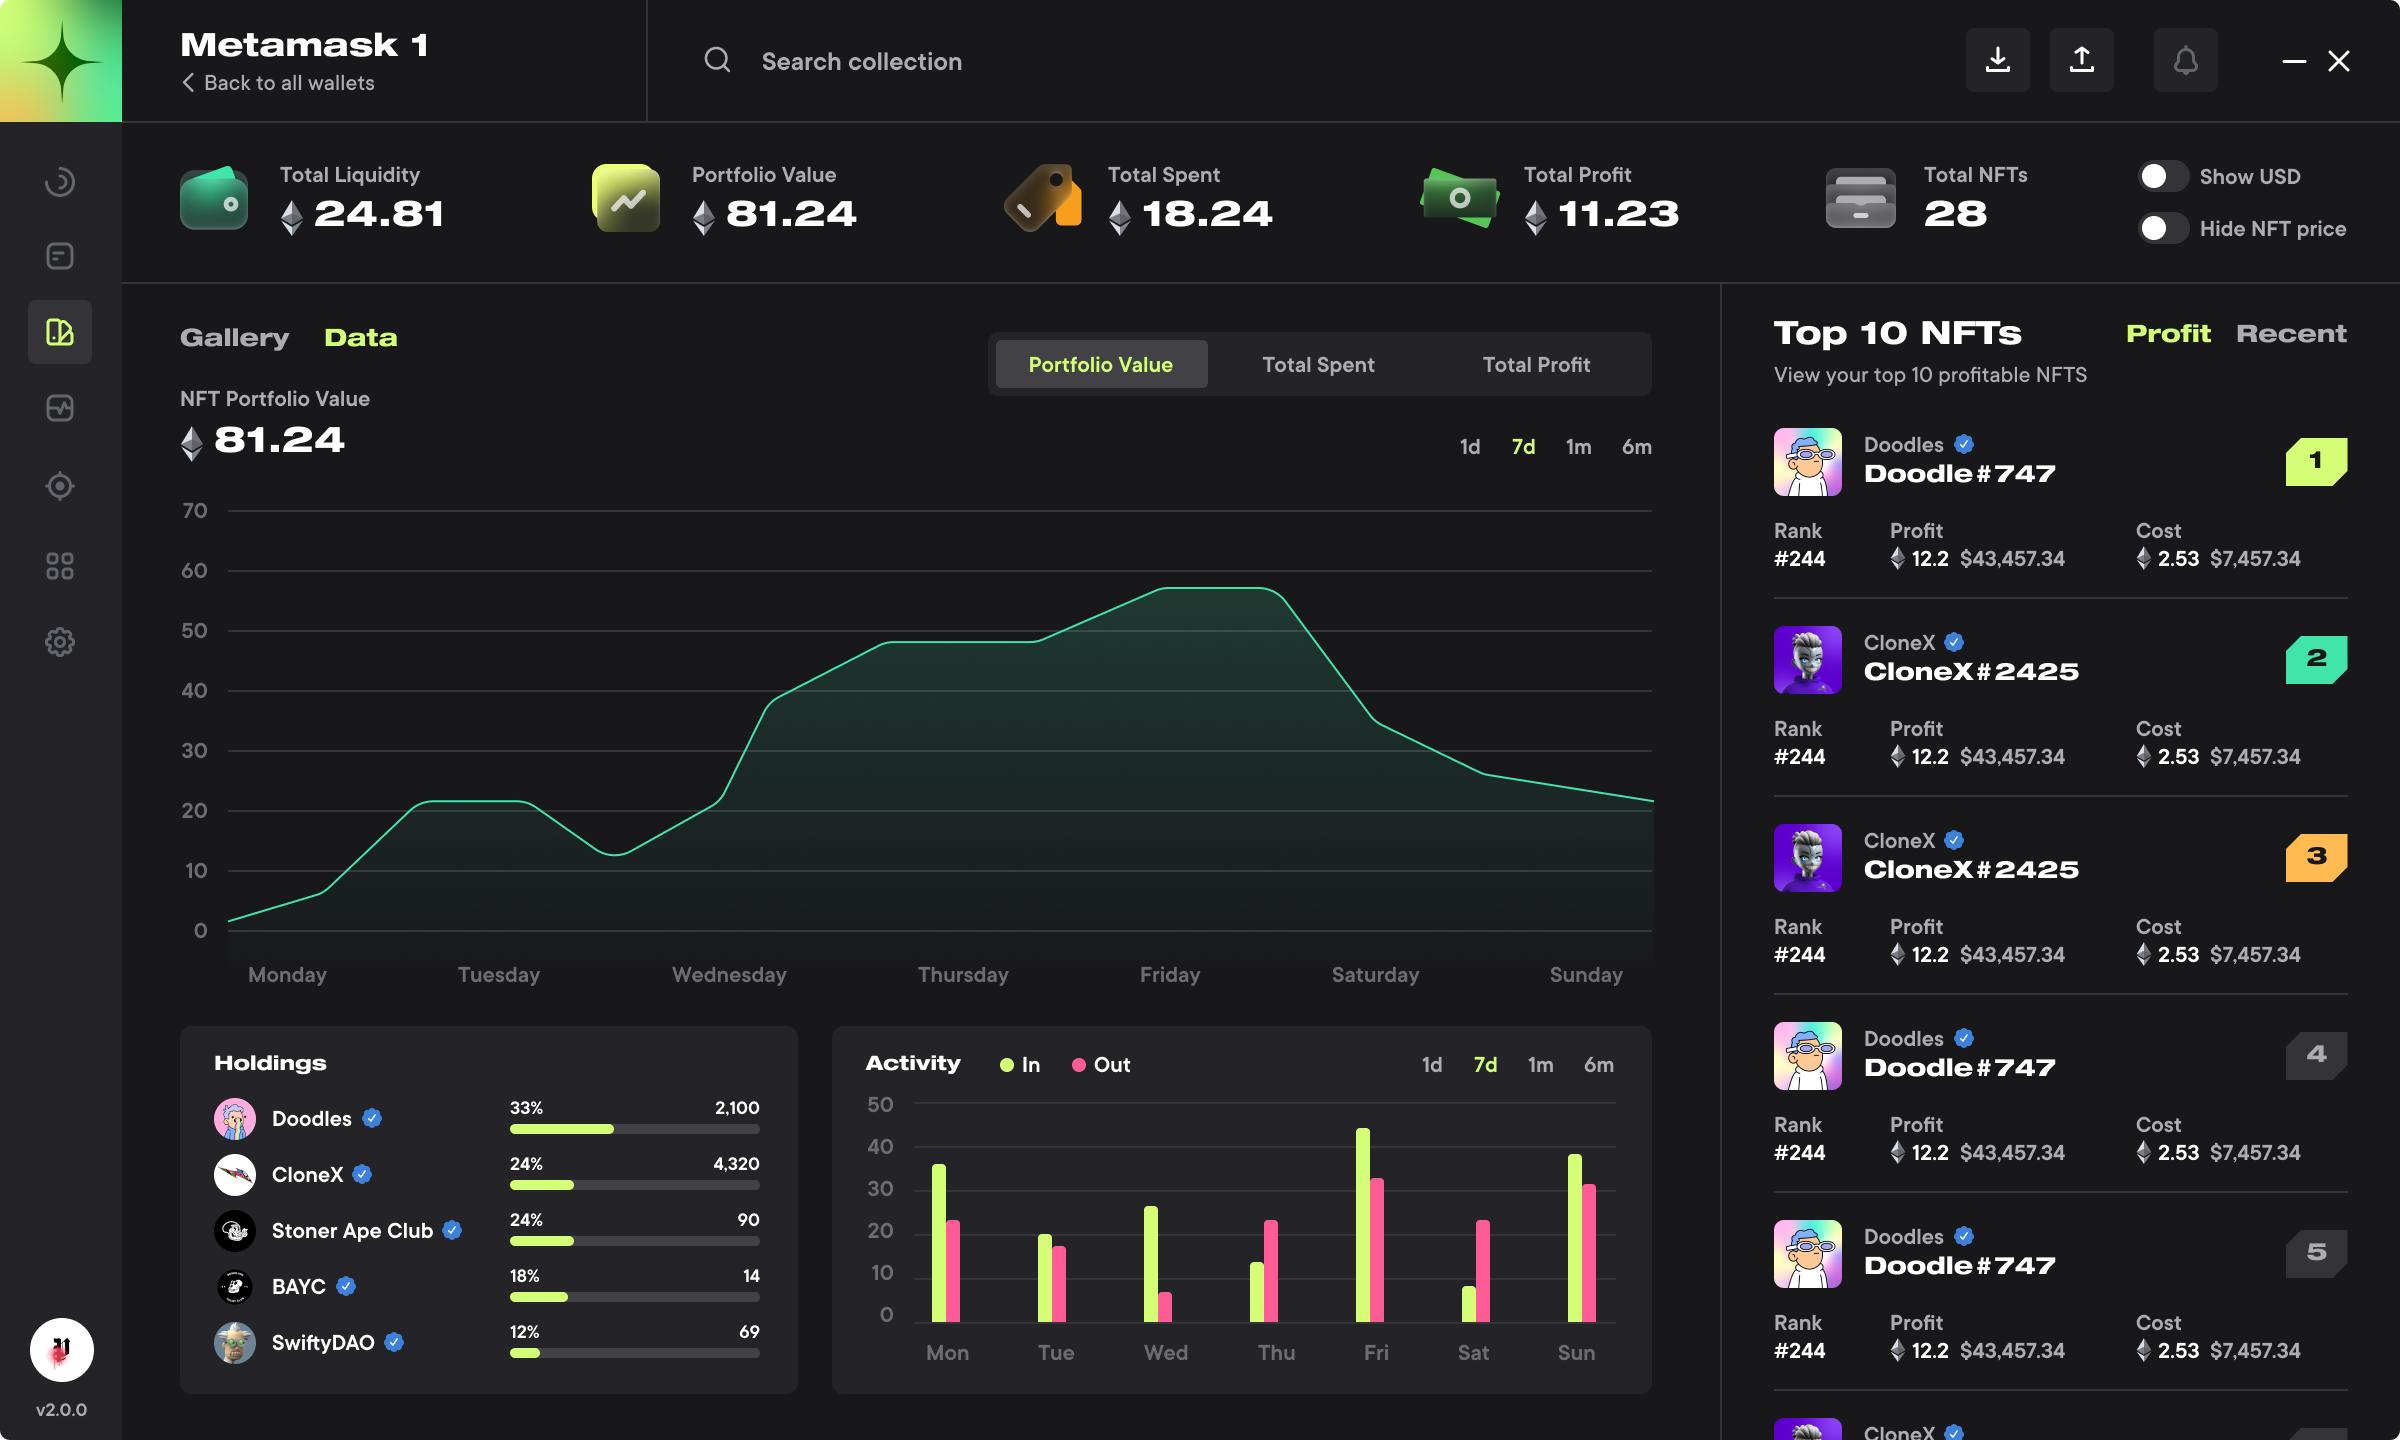 Metamask 1
Back to all wallets
Search collection
Total Liquidity
24.81
Portfolio Value
81.24
Total Spent
18.24
Total Profit
11.23
Total NFTs
28
Show USD
Hide NFT price
Gallery
Data
Portfolio Value
Total Spent
Total Profit
NFT Portfolio Value
81.24
1d 7d 1m 6m
70
60
50
40
30
20
10
0
Monday Tuesday Wednesday Thursday Friday Saturday Sunday
Holdings
Doodles 33% 2,100
CloneX 24% 4,320
Stoner Ape Club 24% 90
BAYC 18% 14
SwiftyDAO 12% 69
Activity
In
Out
1d 7d 1m 6m
50
40
30
20
10
0
Mon Tue Wed Thu Fri Sat Sun
Top 10 NFTs
Profit
Recent
View your top 10 profitable NFTS
Doodles
Doodle#747
1
Rank Profit Cost
#244 12.2 $43,457.34 2.53 $7,457.34
CloneX
CloneX#2425
2
Rank Profit Cost
#244 12.2 $43,457.34 2.53 $7,457.34
CloneX
CloneX#2425
3
Rank Profit Cost
#244 12.2 $43,457.34 2.53 $7,457.34
Doodles
Doodle#747
4
Rank Profit Cost
#244 12.2 $43,457.34 2.53 $7,457.34
Doodles
Doodle#747
5
Rank Profit Cost
#244 12.2 $43,457.34 2.53 $7,457.34
CloneX
v2.0.0